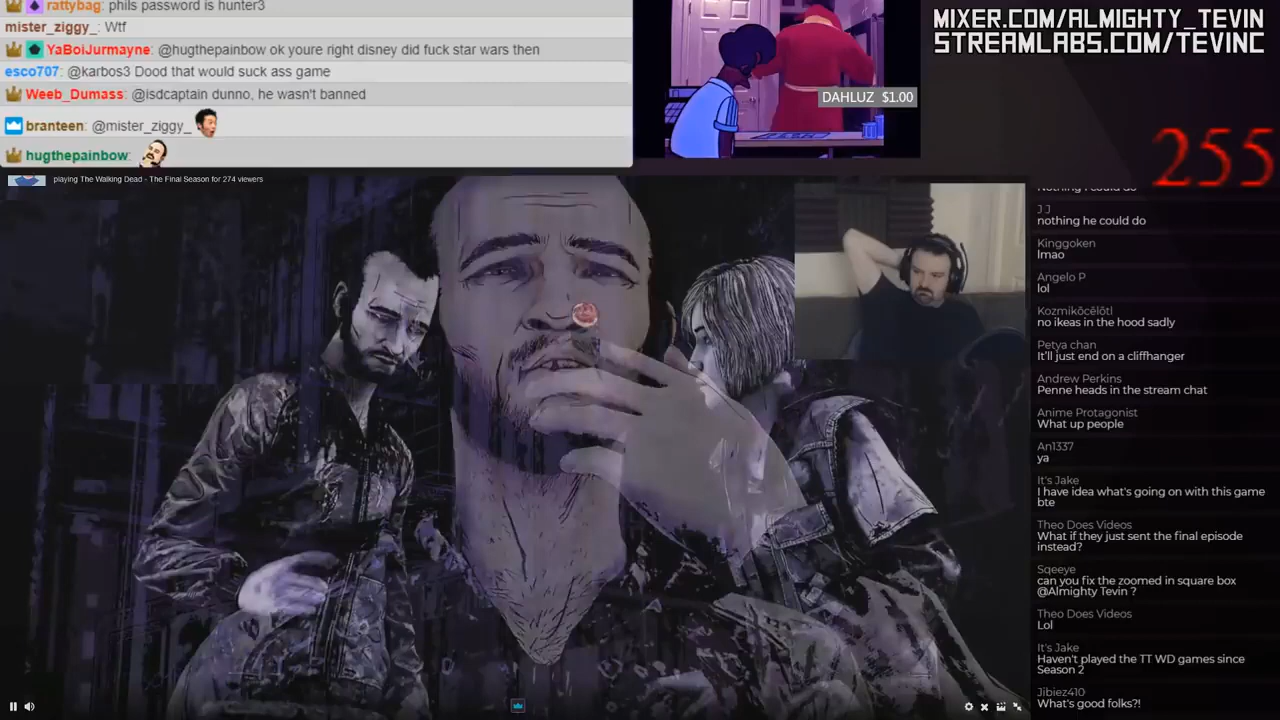 rattybag: phils password is hunter3
mister_ziggy_: Wtf
YaBoiJurmayne: @hugthepainbow ok youre right disney did fuck star wars then
esco707: @karbos3 Dood that would suck ass game
Weeb_Dumass: @isdcaptain dunno, he wasn't banned
branteen: @mister_ziggy_
hugthepainbow:
DAHLUZ $1.00
MIXER.COM/ALMIGHTY_TEVIN
STREAMLABS.COM/TEVINC
255
playing The Walking Dead - The Final Season for 274 viewers
Nothing I could do
J J
nothing he could do
Kinggoken
lmao
Angelo P
lol
Kozmikōcēlōtl
no ikeas in the hood sadly
Petya chan
It'll just end on a cliffhanger
Andrew Perkins
Penne heads in the stream chat
Anime Protagonist
What up people
An1337
ya
It's Jake
I have idea what's going on with this game
bte
Theo Does Videos
What if they just sent the final episode
instead?
Sqeeye
can you fix the zoomed in square box
@Almighty Tevin ?
Theo Does Videos
Lol
It's Jake
Haven't played the TT WD games since
Season 2
Jibiez410
What's good folks?!